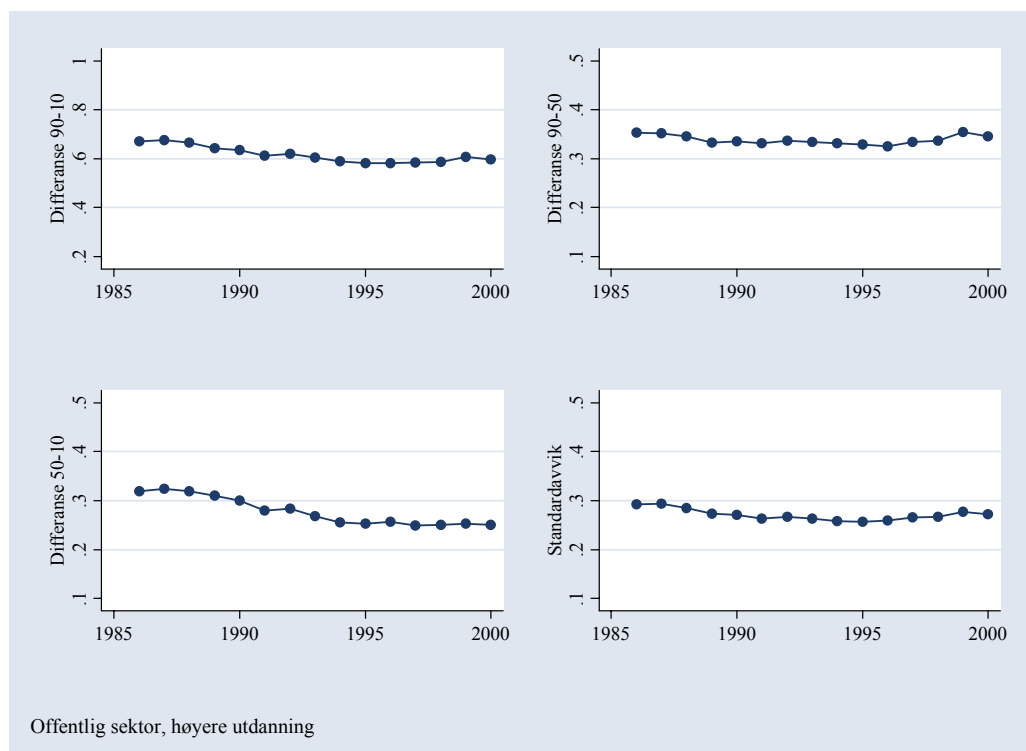 Differanse 90-10
1
.8
.6
.4
.2
1985 1990 1995 2000
Differanse 90-50
.5
.4
.3
.2
.1
1985 1990 1995 2000
Differanse 50-10
.5
.4
.3
.2
.1
1985 1990 1995 2000
Standardavvik
.5
.4
.3
.2
.1
1985 1990 1995 2000
Offentlig sektor, høyere utdanning